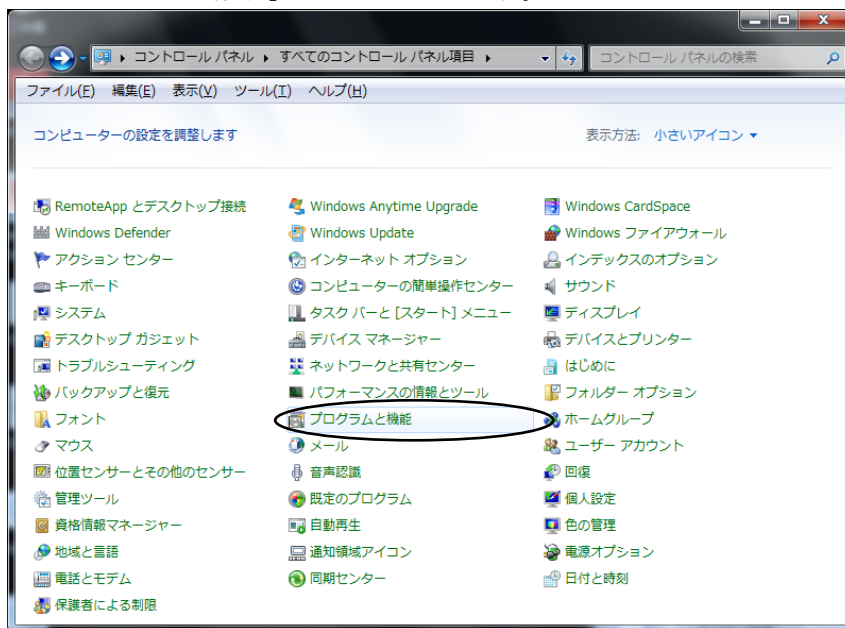 コントロール パネル ▸ すべてのコントロール パネル項目 ▸ コントロール パネルの検索
ファイル(F) 編集(E) 表示(V) ツール(T) ヘルプ(H)
コンピューターの設定を調整します 表示方法: 小さいアイコン
RemoteApp とデスクトップ接続 Windows Anytime Upgrade Windows CardSpace
Windows Defender Windows Update Windows ファイアウォール
アクション センター インターネット オプション インデックスのオプション
キーボード コンピューターの簡単操作センター サウンド
システム タスク バーと [スタート] メニュー ディスプレイ
デスクトップ ガジェット デバイス マネージャー デバイスとプリンター
トラブルシューティング ネットワークと共有センター はじめに
バックアップと復元 パフォーマンスの情報とツール フォルダー オプション
フォント プログラムと機能 ホームグループ
マウス メール ユーザー アカウント
位置センサーとその他のセンサー 音声認識 回復
管理ツール 既定のプログラム 個人設定
資格情報マネージャー 自動再生 色の管理
地域と言語 通知領域アイコン 電源オプション
電話とモデム 同期センター 日付と時刻
保護者による制限